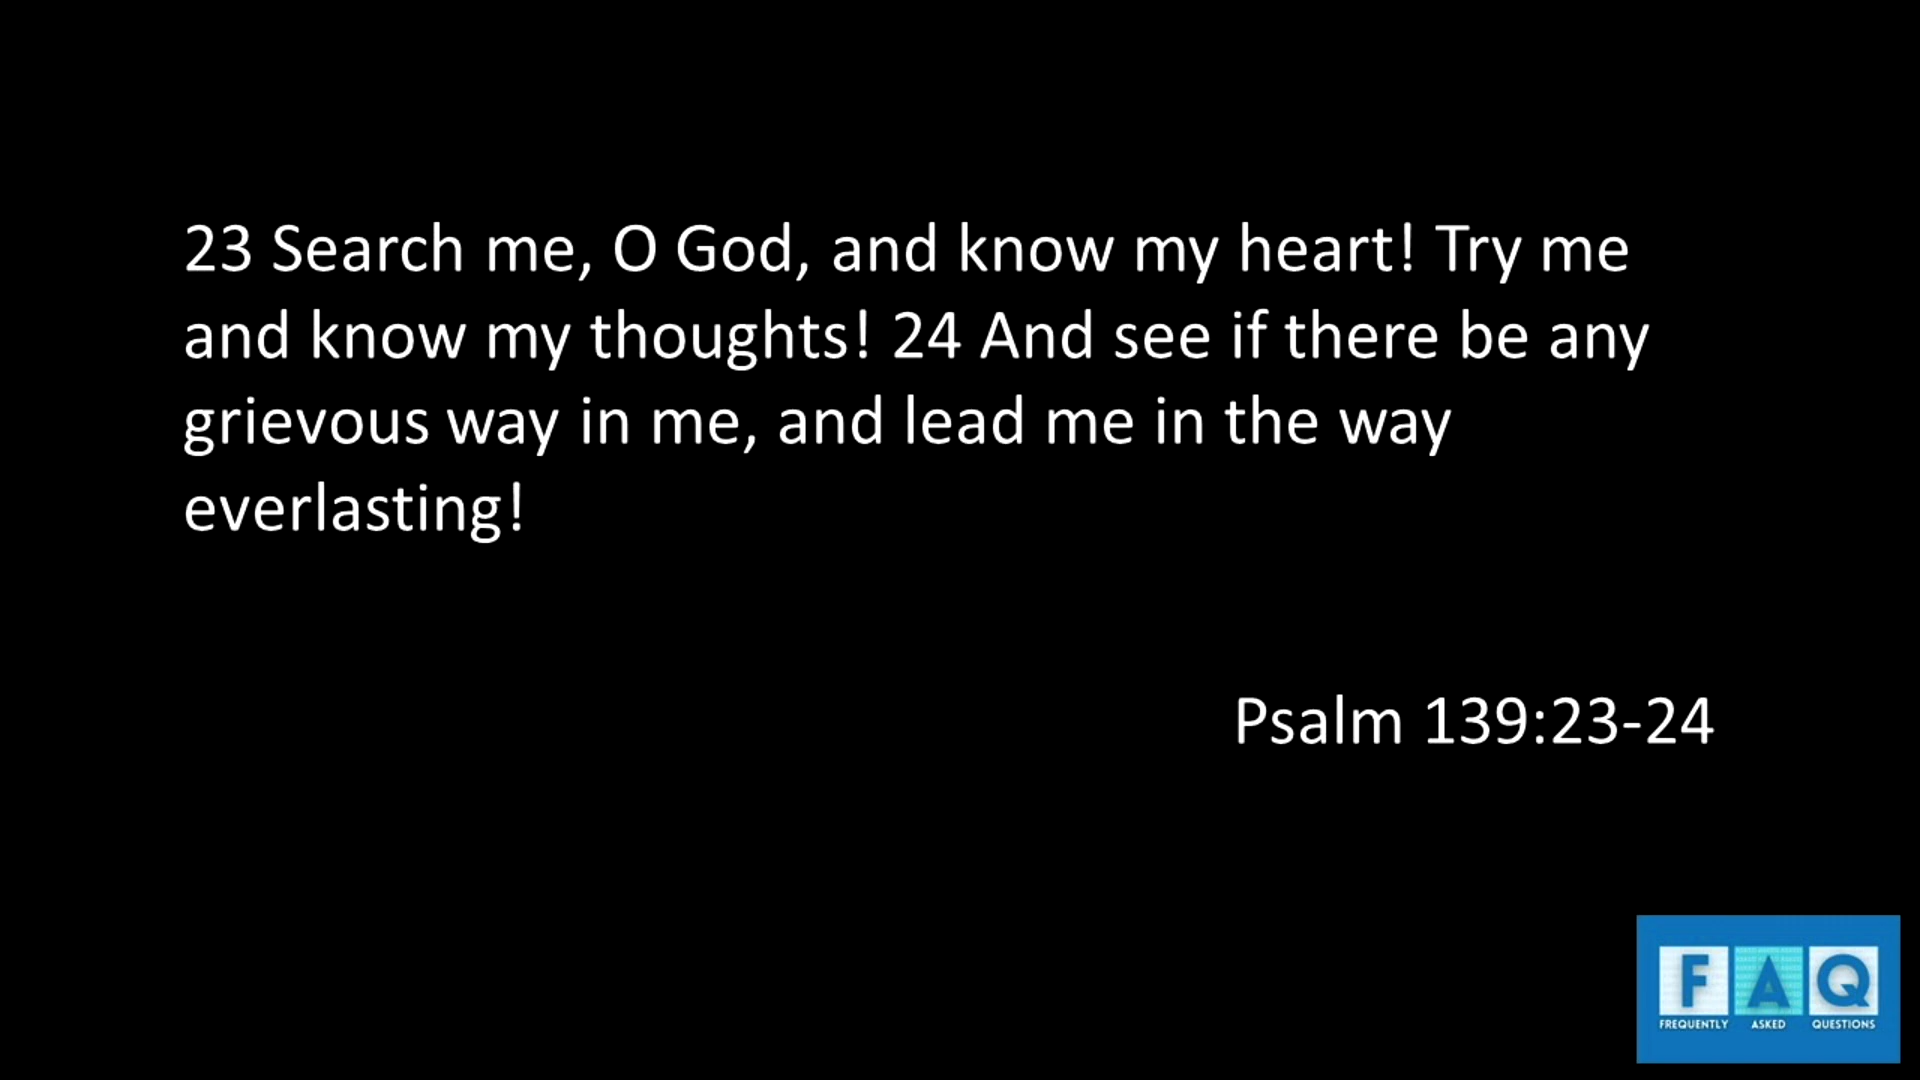 23 Search me, O God, and know my heart! Try me
and know my thoughts! 24 And see if there be any
grievous way in me, and lead me in the way
everlasting!
Psalm 139:23-24
F A Q
FREQUENTLY ASKED QUESTIONS